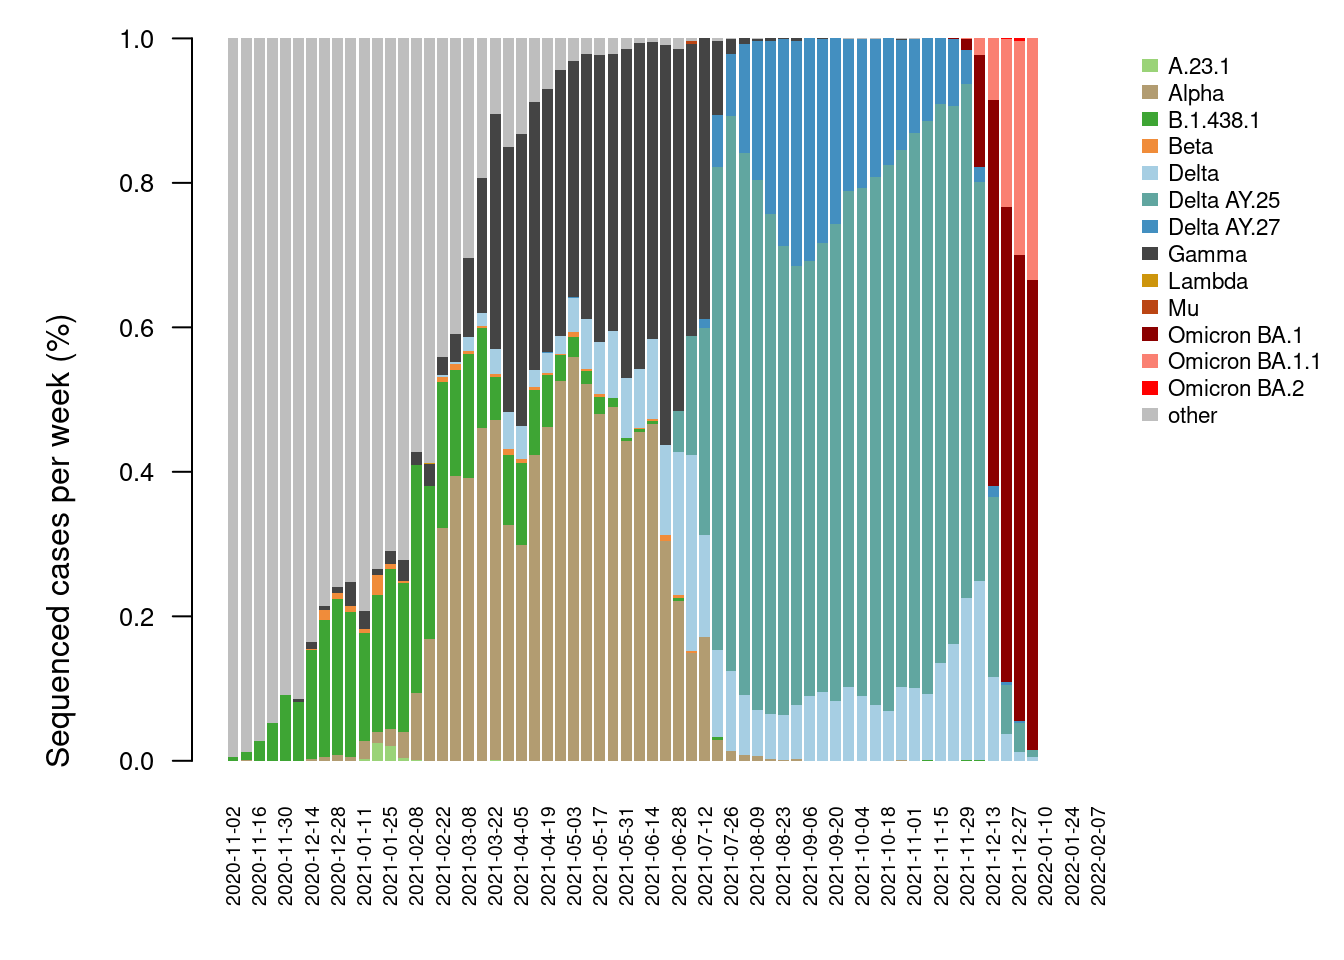 Sequenced cases per week (%)
1.0
0.8
0.6
0.4
0.2
0.0
2020-11-02
2020-11-16
2020-11-30
2020-12-14
2020-12-28
2021-01-11
2021-01-25
2021-02-08
2021-02-22
2021-03-08
2021-03-22
2021-04-05
2021-04-19
2021-05-03
2021-05-17
2021-05-31
2021-06-14
2021-06-28
2021-07-12
2021-07-26
2021-08-09
2021-08-23
2021-09-06
2021-09-20
2021-10-04
2021-10-18
2021-11-01
2021-11-15
2021-11-29
2021-12-13
2021-12-27
2022-01-10
2022-01-24
2022-02-07
A.23.1
Alpha
B.1.438.1
Beta
Delta
Delta AY.25
Delta AY.27
Gamma
Lambda
Mu
Omicron BA.1
Omicron BA.1.1
Omicron BA.2
other